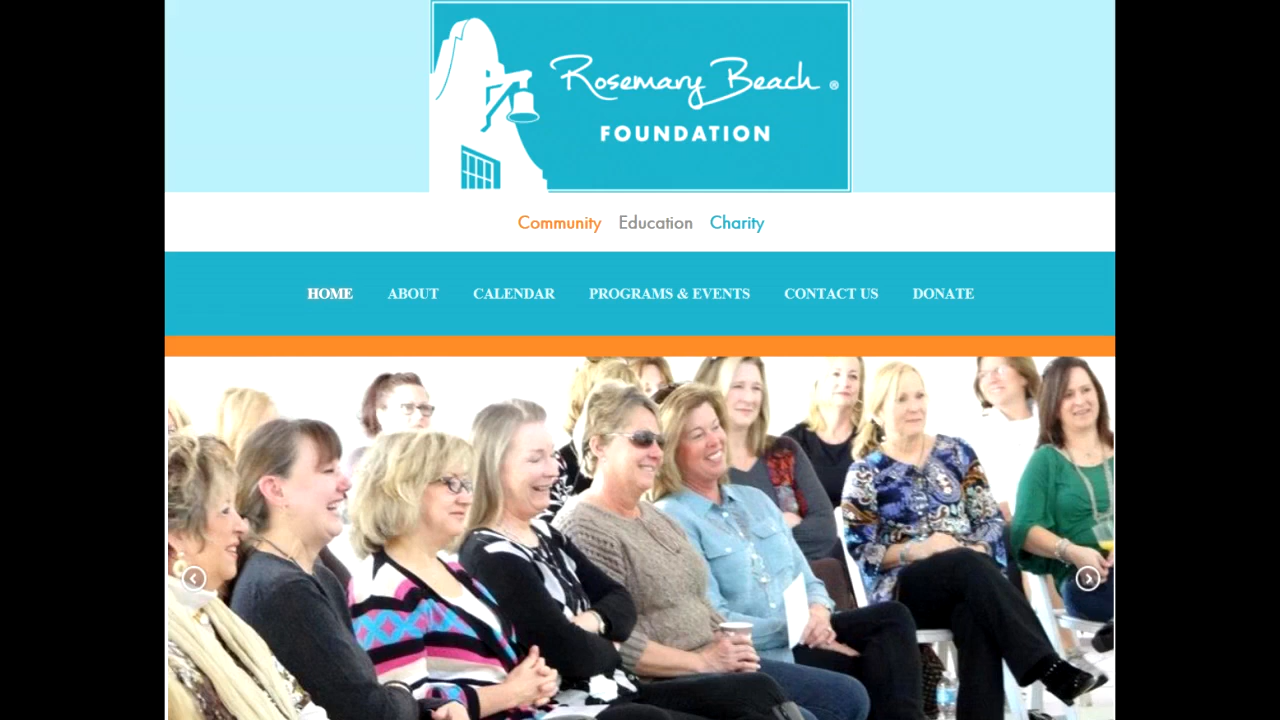 Rosemary Beach ®
FOUNDATION
Community Education Charity
HOME ABOUT CALENDAR PROGRAMS & EVENTS CONTACT US DONATE